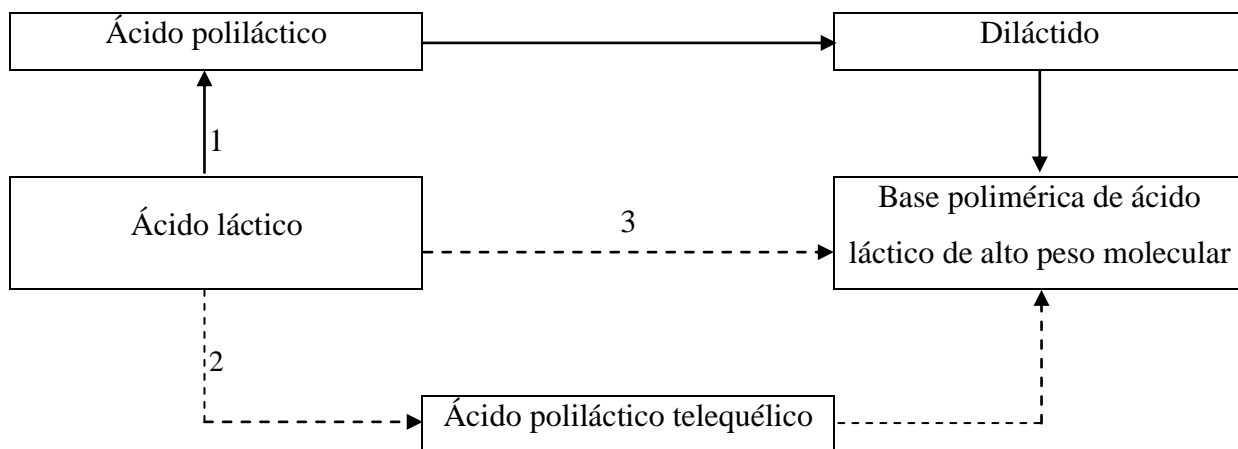 Ácido poliláctico
Diláctido
1
Ácido láctico
3
Base polimérica de ácido
láctico de alto peso molecular
2
Ácido poliláctico telequélico